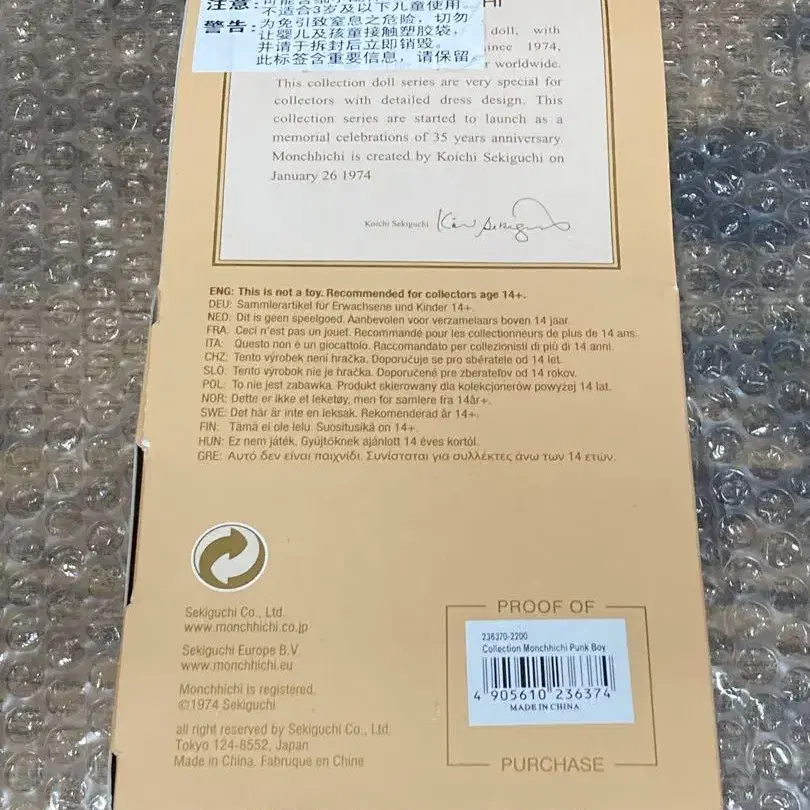 注意:
不适合3岁及以下儿童使用。
警告: 为免引致窒息之危险，切勿
让婴儿及孩童接触塑胶袋，
并请于拆封后立即销毁。
此标签含重要信息，请保留。
HI
doll, with
since 1974,
worldwide.
This collection doll series are very special for
collectors with detailed dress design. This
collection series are started to launch as a
memorial celebrations of 35 years anniversary.
Monchhichi is created by Koichi Sekiguchi on
January 26 1974
Koichi Sekiguchi
ENG: This is not a toy. Recommended for collectors age 14+.
DEU: Sammlerartikel für Erwachsene und Kinder 14+.
NED: Dit is geen speelgoed. Aanbevolen voor verzamelaars boven 14 jaar.
FRA: Ceci n'est pas un jouet. Recommandé pour les collectionneurs de plus de 14 ans.
ITA: Questo non è un giocattolo. Raccomandato per collezionisti di più di 14 anni.
CHZ: Tento výrobek není hračka. Doporučuje se pro sběratele od 14 let.
SLO: Tento výrobok nie je hračka. Doporučené pre zberateľov od 14 rokov.
POL: To nie jest zabawka. Produkt skierowany dla kolekcjonerów powyżej 14 lat.
NOR: Dette er ikke et leketøy, men for samlere fra 14år+.
SWE: Det här är inte en leksak. Rekomenderad år 14+.
FIN: Tämä ei ole lelu. Suositusikä on 14+.
HUN: Ez nem játék. Gyüjtőknek ajánlott 14 éves kortól.
GRE: Αυτό δεν είναι παιχνίδι. Συνίσταται για συλλέκτες άνω των 14 ετών.
Sekiguchi Co., Ltd.
www.monchhichi.co.jp
Sekiguchi Europe B.V.
www.monchhichi.eu
Monchhichi is registered.
©1974 Sekiguchi
all right reserved by Sekiguchi Co., Ltd.
Tokyo 124-8552, Japan
Made in China, Fabruque en Chine
PROOF OF
236370-2200
Collection Monchhichi Punk Boy
4 905610 236374
MADE IN CHINA
PURCHASE